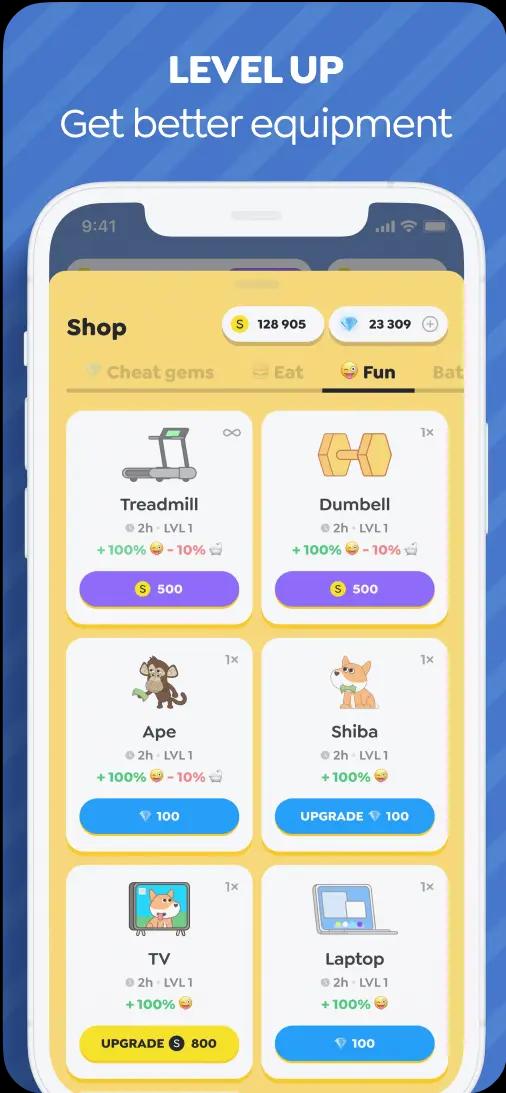 LEVEL UP
Get better equipment
9:41
Shop
S 128 905
23 309 +
Cheat gems
Eat
Fun
Bat
∞
Treadmill
2h · LVL 1
+100% -10%
S 500
1×
Dumbell
2h · LVL 1
+100% -10%
S 500
1×
Ape
2h · LVL 1
+100% -10%
100
1×
Shiba
2h · LVL 1
+100%
UPGRADE 100
1×
TV
2h · LVL 1
+100%
UPGRADE S 800
1×
Laptop
2h · LVL 1
+100%
100